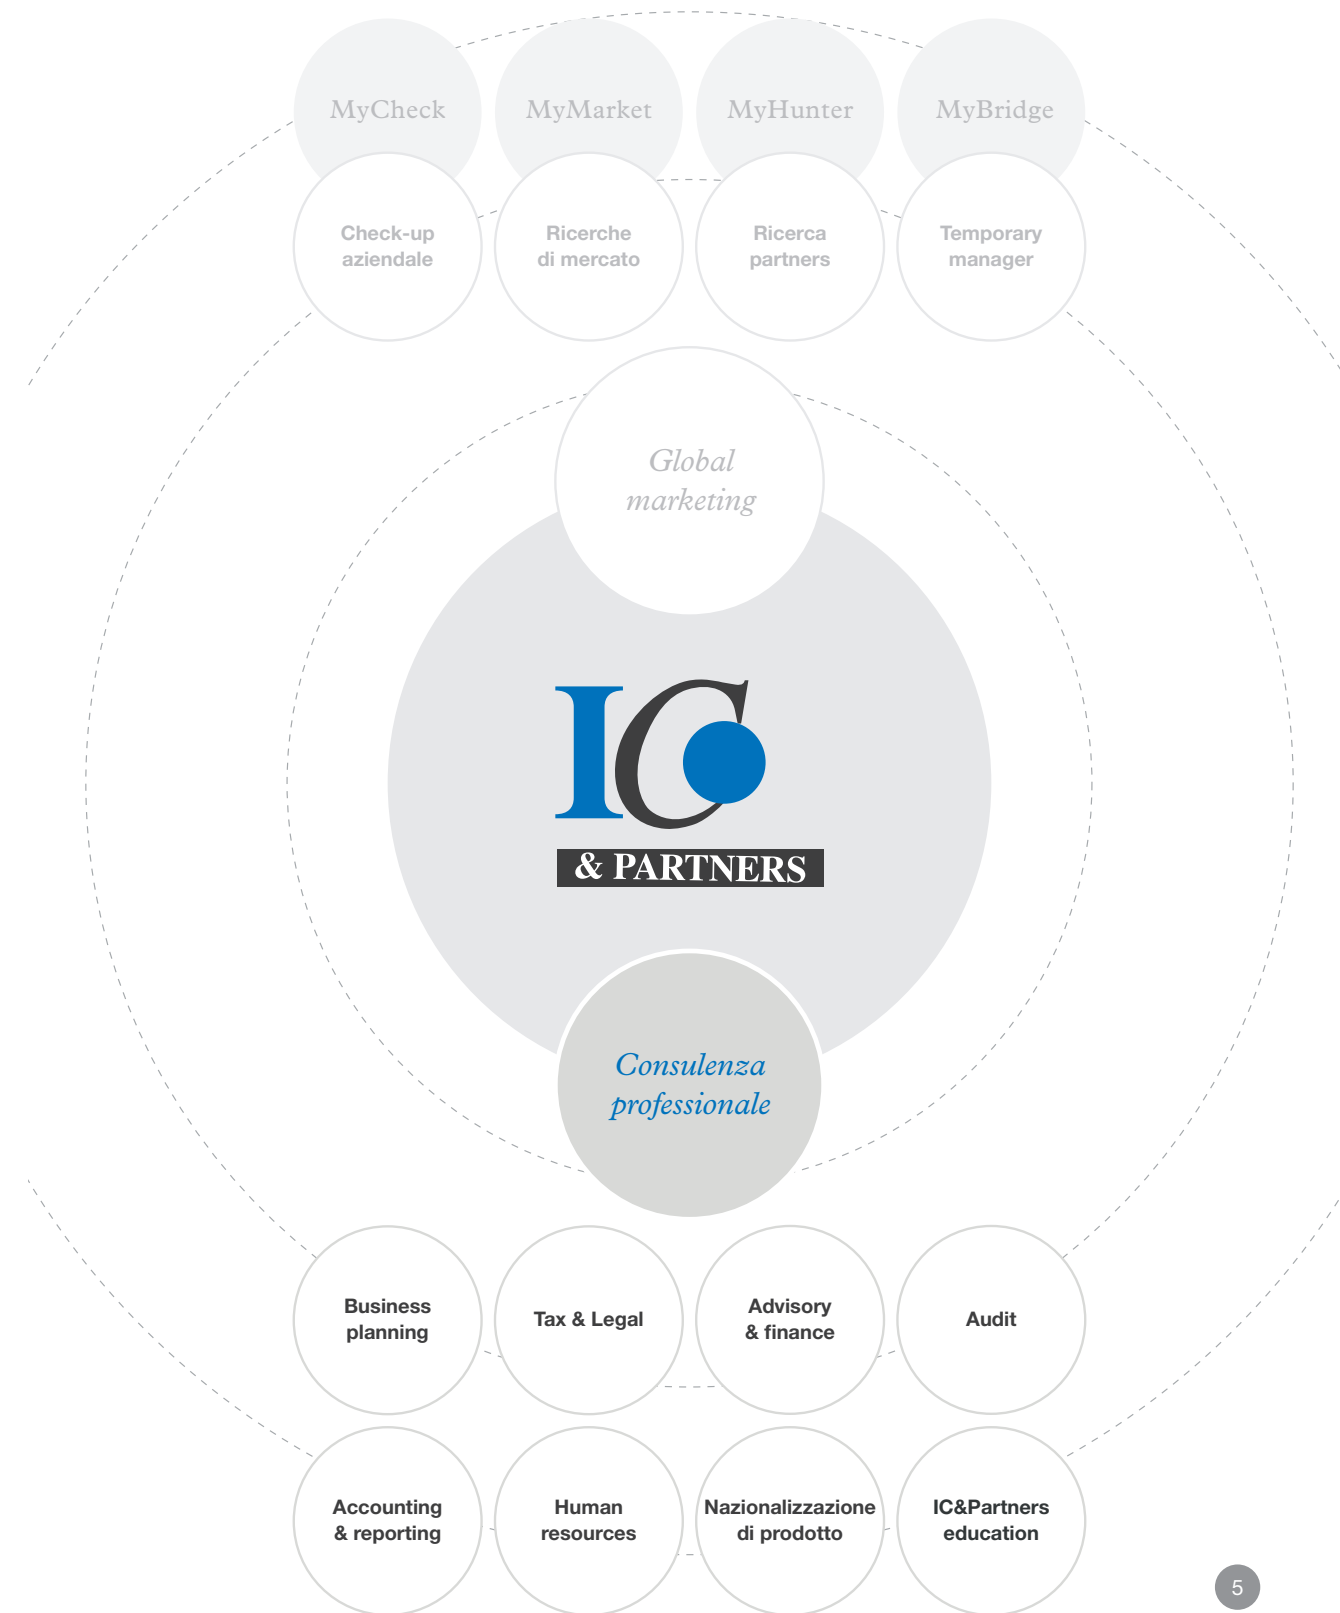 MyCheck
MyMarket
MyHunter
MyBridge
Check-up
aziendale
Ricerche
di mercato
Ricerca
partners
Temporary
manager
Global
marketing
IC
& PARTNERS
Consulenza
professionale
Business
planning
Tax & Legal
Advisory
& finance
Audit
Accounting
& reporting
Human
resources
Nazionalizzazione
di prodotto
IC&Partners
education
5